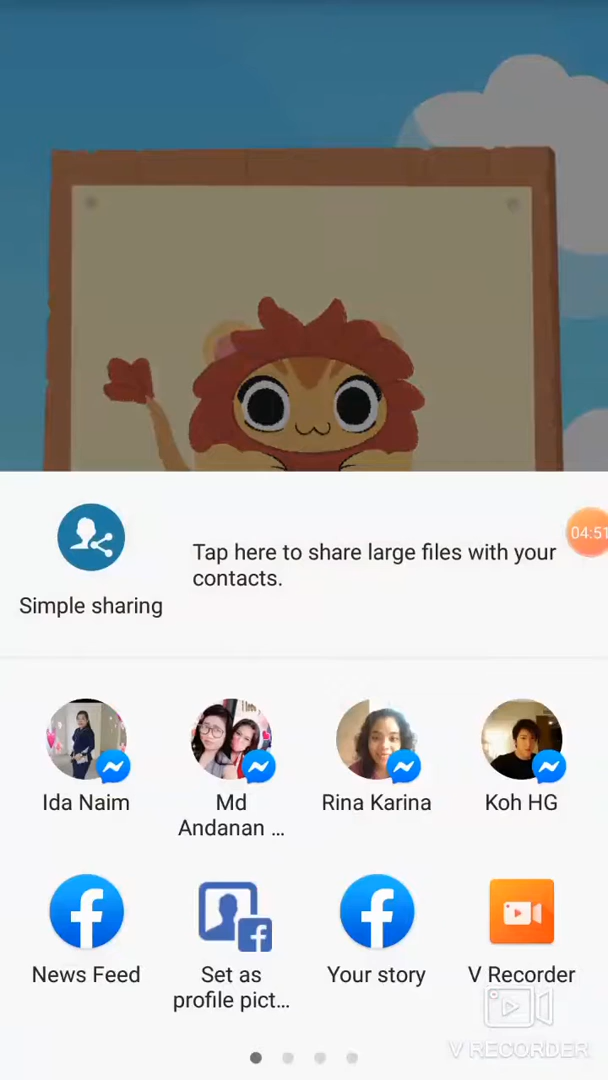 Tap here to share large files with your
contacts.
04:51
Simple sharing
Ida Naim
Md
Andanan ...
Rina Karina
Koh HG
News Feed
Set as
profile pict...
Your story
V Recorder
V RECORDER